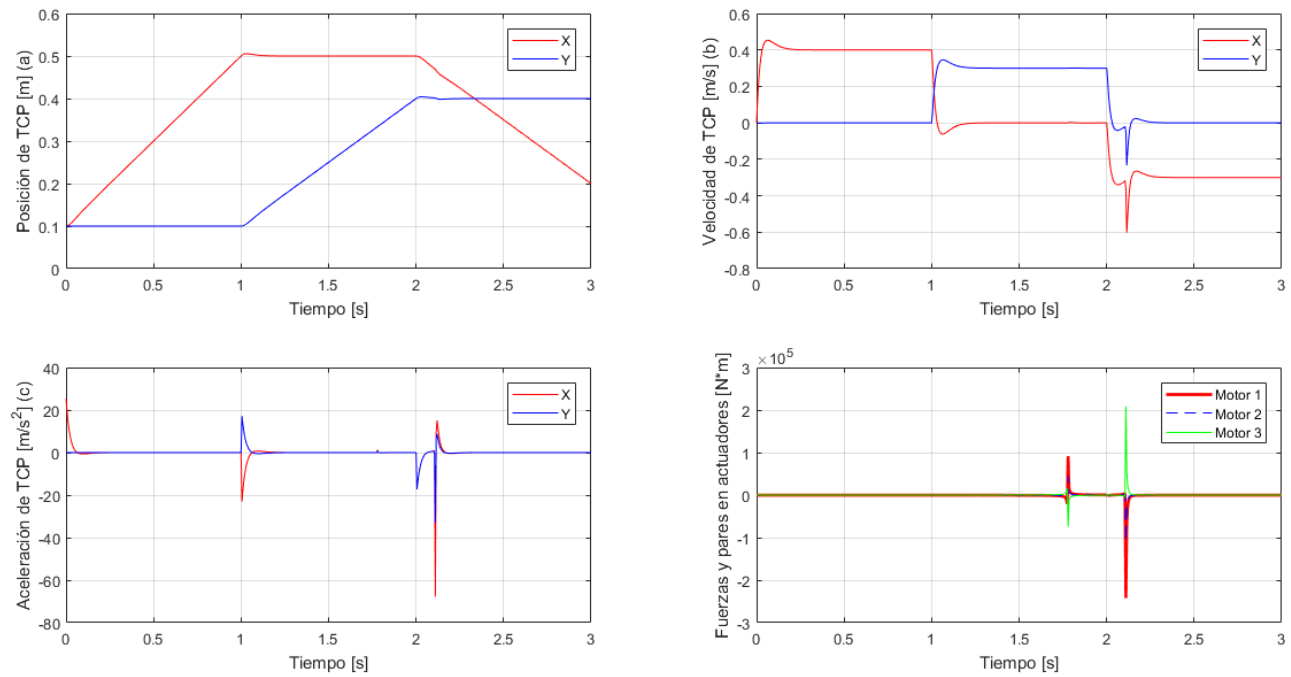 Posición de TCP [m] (a)
0.6
0.5
0.4
0.3
0.2
0.1
0
X
Y
0 0.5 1 1.5 2 2.5 3
Tiempo [s]
Velocidad de TCP [m/s] (b)
0.6
0.4
0.2
0
-0.2
-0.4
-0.6
-0.8
X
Y
0 0.5 1 1.5 2 2.5 3
Tiempo [s]
Aceleración de TCP [m/s²] (c)
40
20
0
-20
-40
-60
-80
X
Y
0 0.5 1 1.5 2 2.5 3
Tiempo [s]
Fuerzas y pares en actuadores [N*m]
×10⁵
3
2
1
0
-1
-2
-3
Motor 1
Motor 2
Motor 3
0 0.5 1 1.5 2 2.5 3
Tiempo [s]